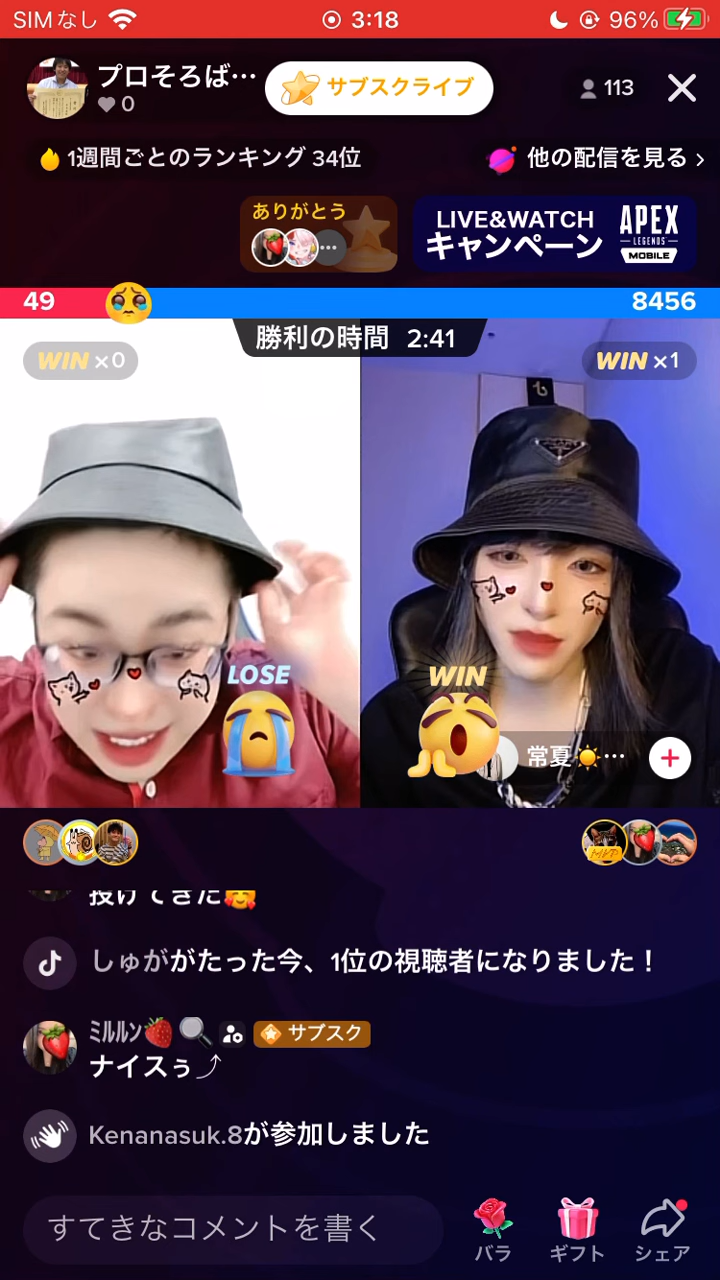 SIMなし 3:18 96%
プロそろば… サブスクライブ 113
0
1週間ごとのランキング 34位 他の配信を見る
ありがとう LIVE&WATCH APEX
キャンペーン LEGENDS
MOBILE
49 8456
勝利の時間 2:41
WIN ×0 WIN ×1
LOSE WIN
常夏☀️…
投げてきた🥰
しゅががたった今、1位の視聴者になりました！
ﾐﾙﾙﾝ🍓🔍 サブスク
ナイスぅ⤴
Kenanasuk.8が参加しました
すてきなコメントを書く
バラ ギフト シェア